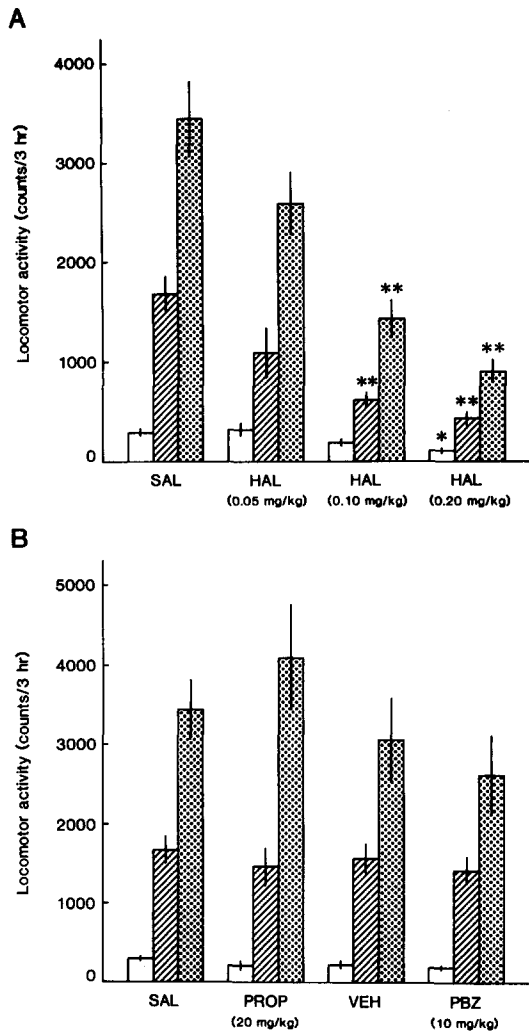 A
Locomotor activity (counts/3 hr)
4000
3000
2000
1000
0
**
**
**
**
*
SAL HAL HAL HAL
(0.05 mg/kg) (0.10 mg/kg) (0.20 mg/kg)
B
Locomotor activity (counts/3 hr)
5000
4000
3000
2000
1000
0
SAL PROP VEH PBZ
(20 mg/kg) (10 mg/kg)